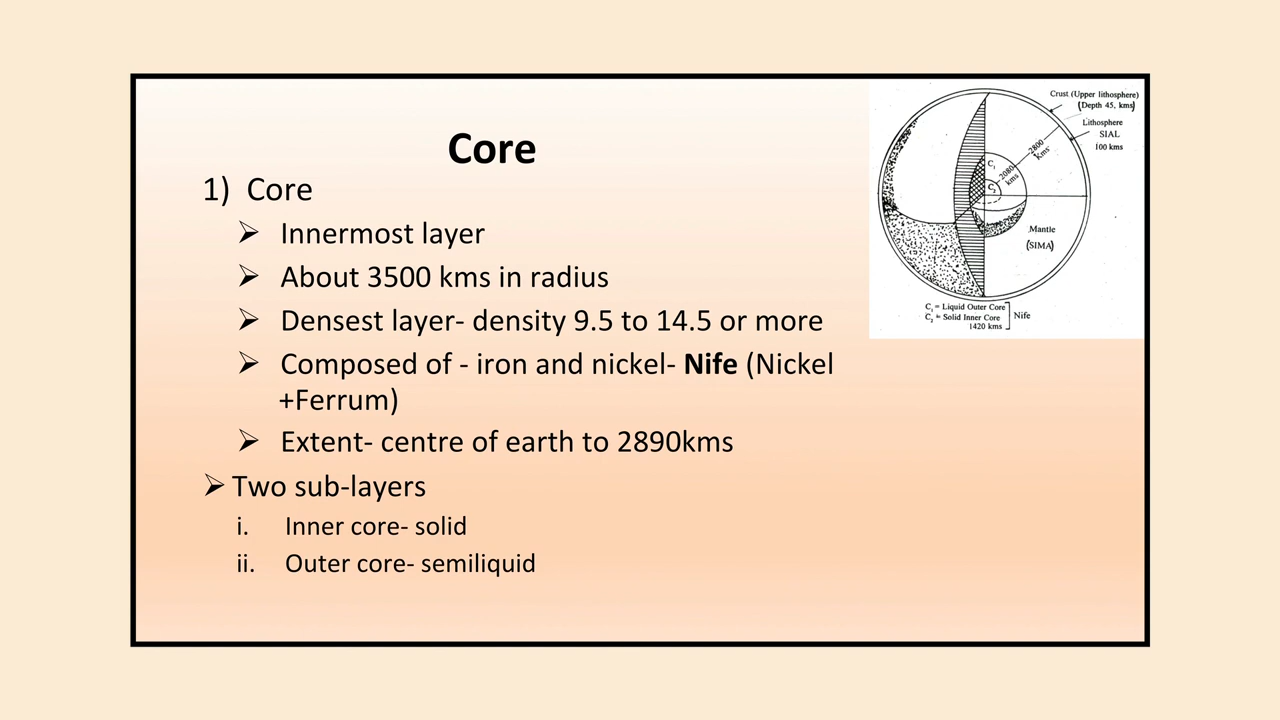 Core
1) Core
➢ Innermost layer
➢ About 3500 kms in radius
➢ Densest layer- density 9.5 to 14.5 or more
➢ Composed of - iron and nickel- Nife (Nickel
+Ferrum)
➢ Extent- centre of earth to 2890kms
➢ Two sub-layers
i. Inner core- solid
ii. Outer core- semiliquid
Crust (Upper lithosphere)
(Depth 45, kms)
Lithosphere
SIAL
100 kms
2800
Kms
2080
kms
C₁
C₂
Mantle
(SIMA)
C₁ = Liquid Outer Core
C₂ = Solid Inner Core
1420 kms
Nife